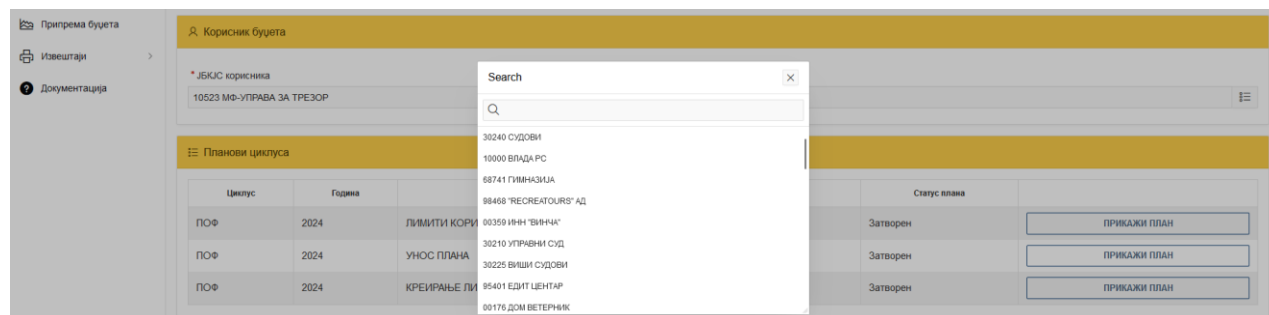 Припрема буџета
Извештаји
Документација
Корисник буџета
* ЈБКЈС корисника
10523 МФ-УПРАВА ЗА ТРЕЗОР
Планови циклуса
Циклус Година Статус плана
ПОФ 2024 ЛИМИТИ КОРИ Затворен ПРИКАЖИ ПЛАН
ПОФ 2024 УНОС ПЛАНА Затворен ПРИКАЖИ ПЛАН
ПОФ 2024 КРЕИРАЊЕ ЛИ Затворен ПРИКАЖИ ПЛАН
Search
30240 СУДОВИ
10000 ВЛАДА РС
68741 ГИМНАЗИЈА
98468 "RECREATOURS" АД
00359 ИНН "ВИНЧА"
30210 УПРАВНИ СУД
30225 ВИШИ СУДОВИ
95401 ЕДИТ ЦЕНТАР
00176 ДОМ ВЕТЕРНИК